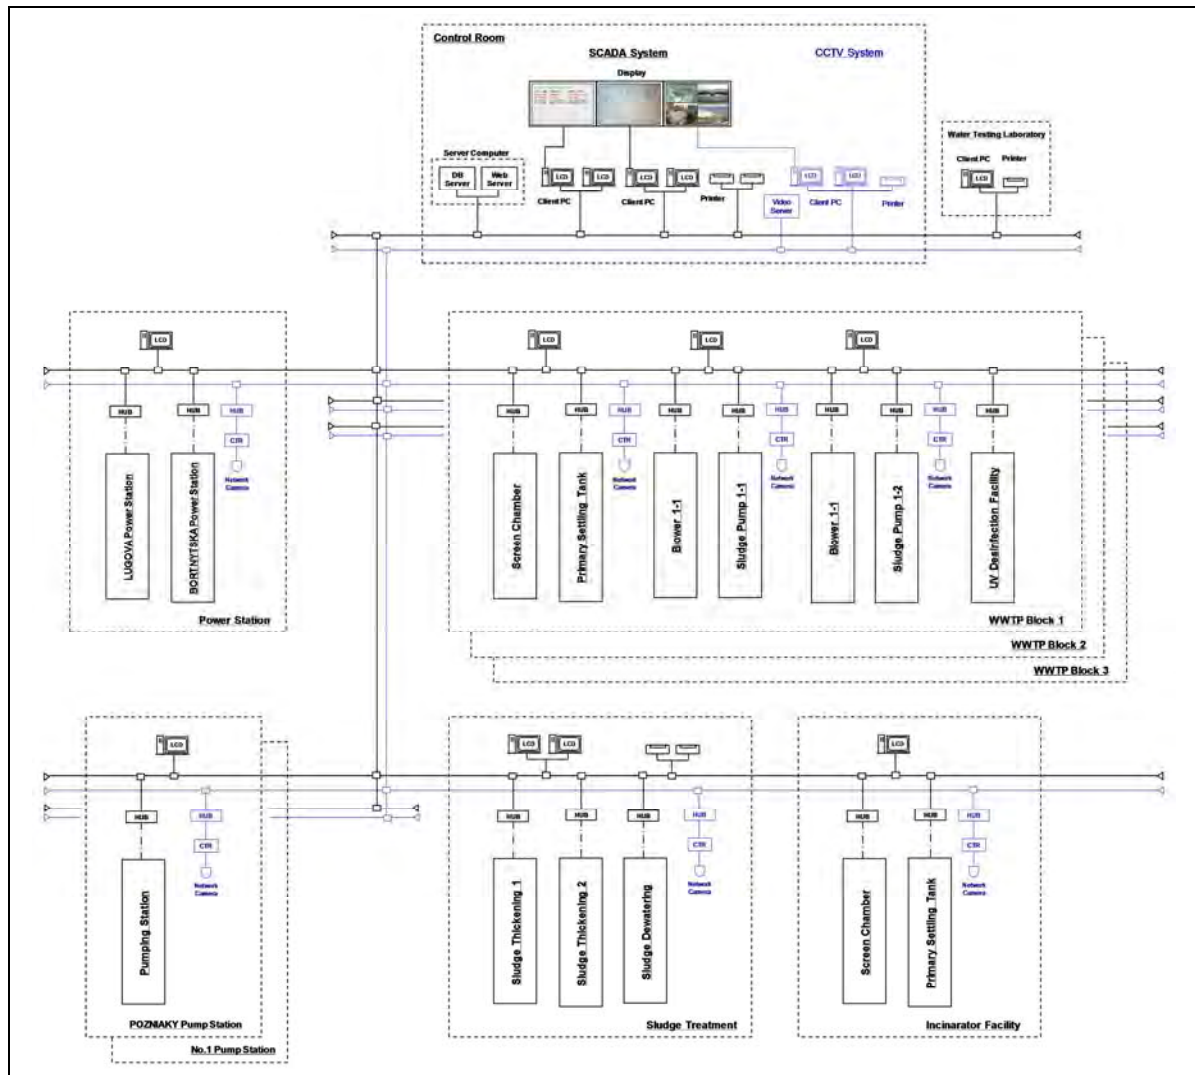 Control Room
SCADA System
CCTV System
Display
Server Computer
DB
Server
Web
Server
LCD
LCD
Client PC
LCD
LCD
Client PC
Printer
Video
Server
LCD
LCD
Client PC
Printer
Water Testing Laboratory
Client PC
Printer
LCD
LCD
HUB
HUB
HUB
CTR
Network
Camera
LUGOVA Power Station
BORTNYTSKA Power Station
Power Station
LCD
LCD
LCD
HUB
HUB
HUB
CTR
Network
Camera
HUB
HUB
HUB
CTR
Network
Camera
HUB
HUB
HUB
CTR
Network
Camera
HUB
Screen Chamber
Primary Settling Tank
Blower 1-1
Sludge Pump 1-1
Blower 1-1
Sludge Pump 1-2
UV Desinfection Facility
WWTP Block 1
WWTP Block 2
WWTP Block 3
LCD
HUB
HUB
CTR
Network
Camera
Pumping Station
POZNIAKY Pump Station
No.1 Pump Station
LCD
LCD
HUB
HUB
HUB
HUB
CTR
Network
Camera
Sludge Thickening 1
Sludge Thickening 2
Sludge Dewatering
Sludge Treatment
LCD
HUB
HUB
HUB
CTR
Network
Camera
Screen Chamber
Primary Settling Tank
Incinarator Facility